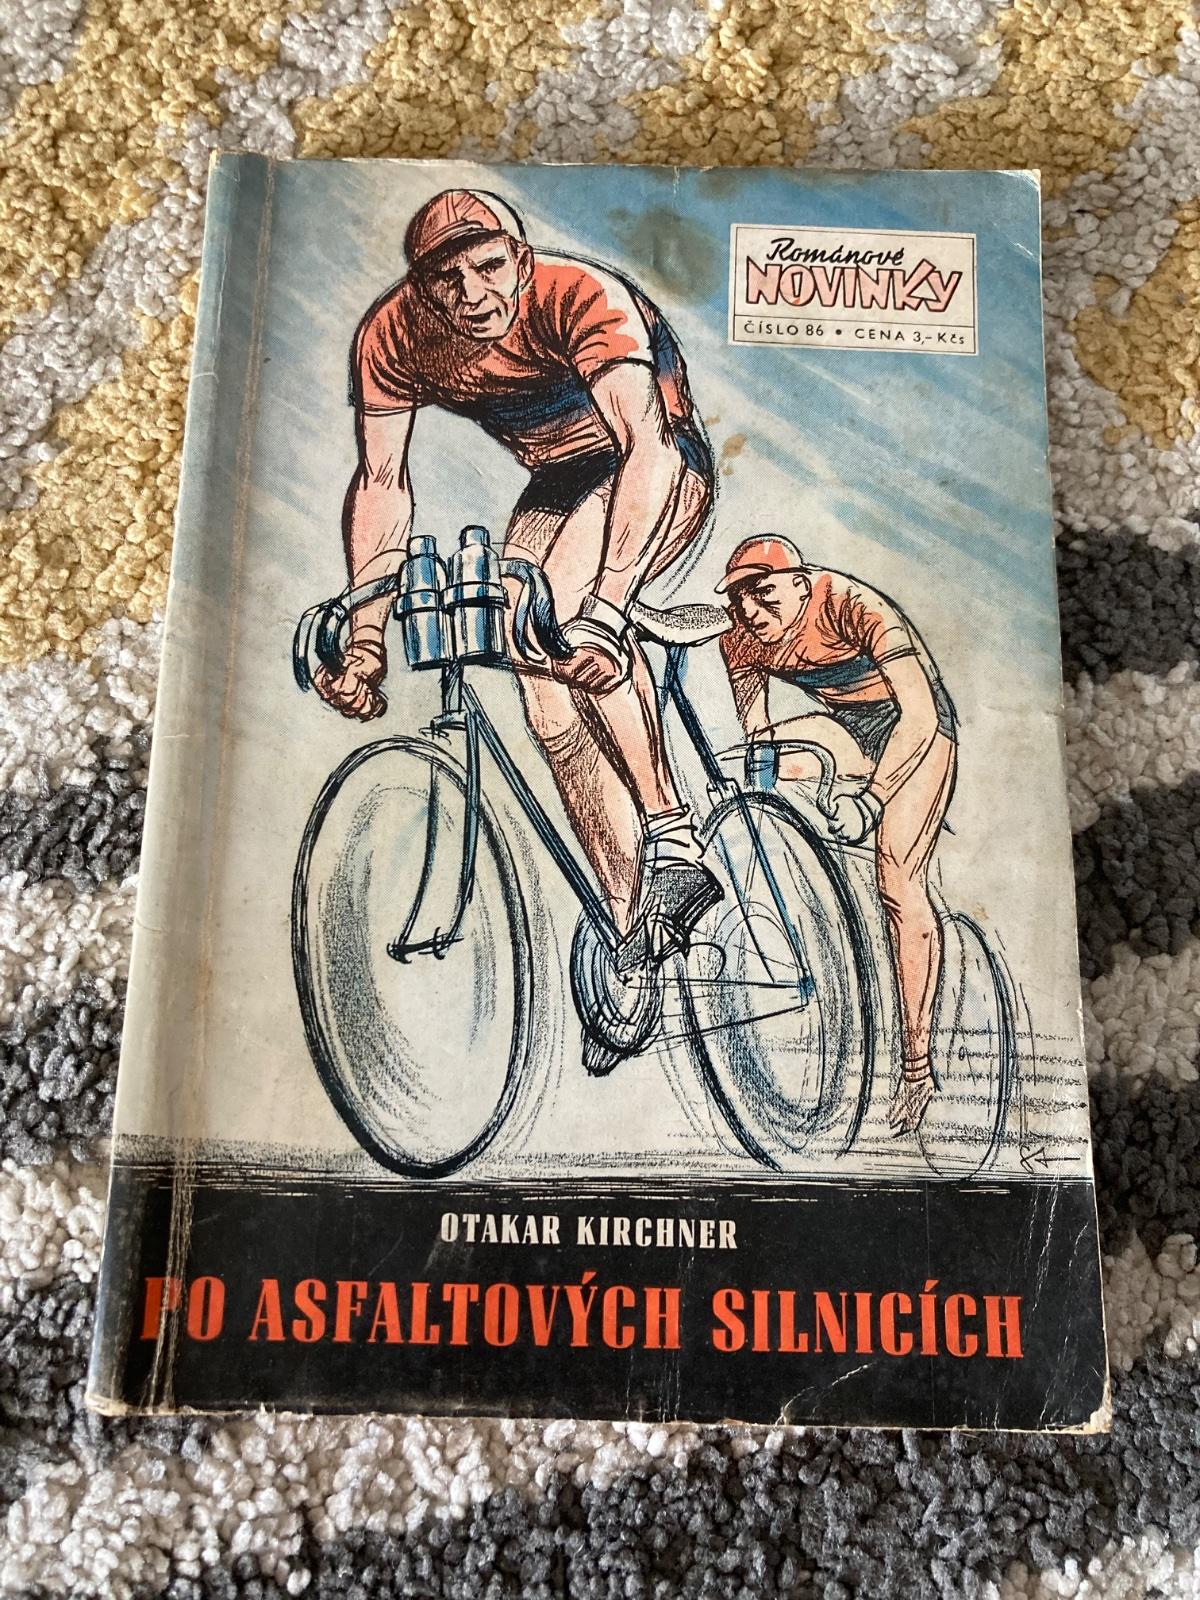 Románové
NOVINKY
ČÍSLO 86 • CENA 3,- Kčs
OTAKAR KIRCHNER
PO ASFALTOVÝCH SILNICÍCH